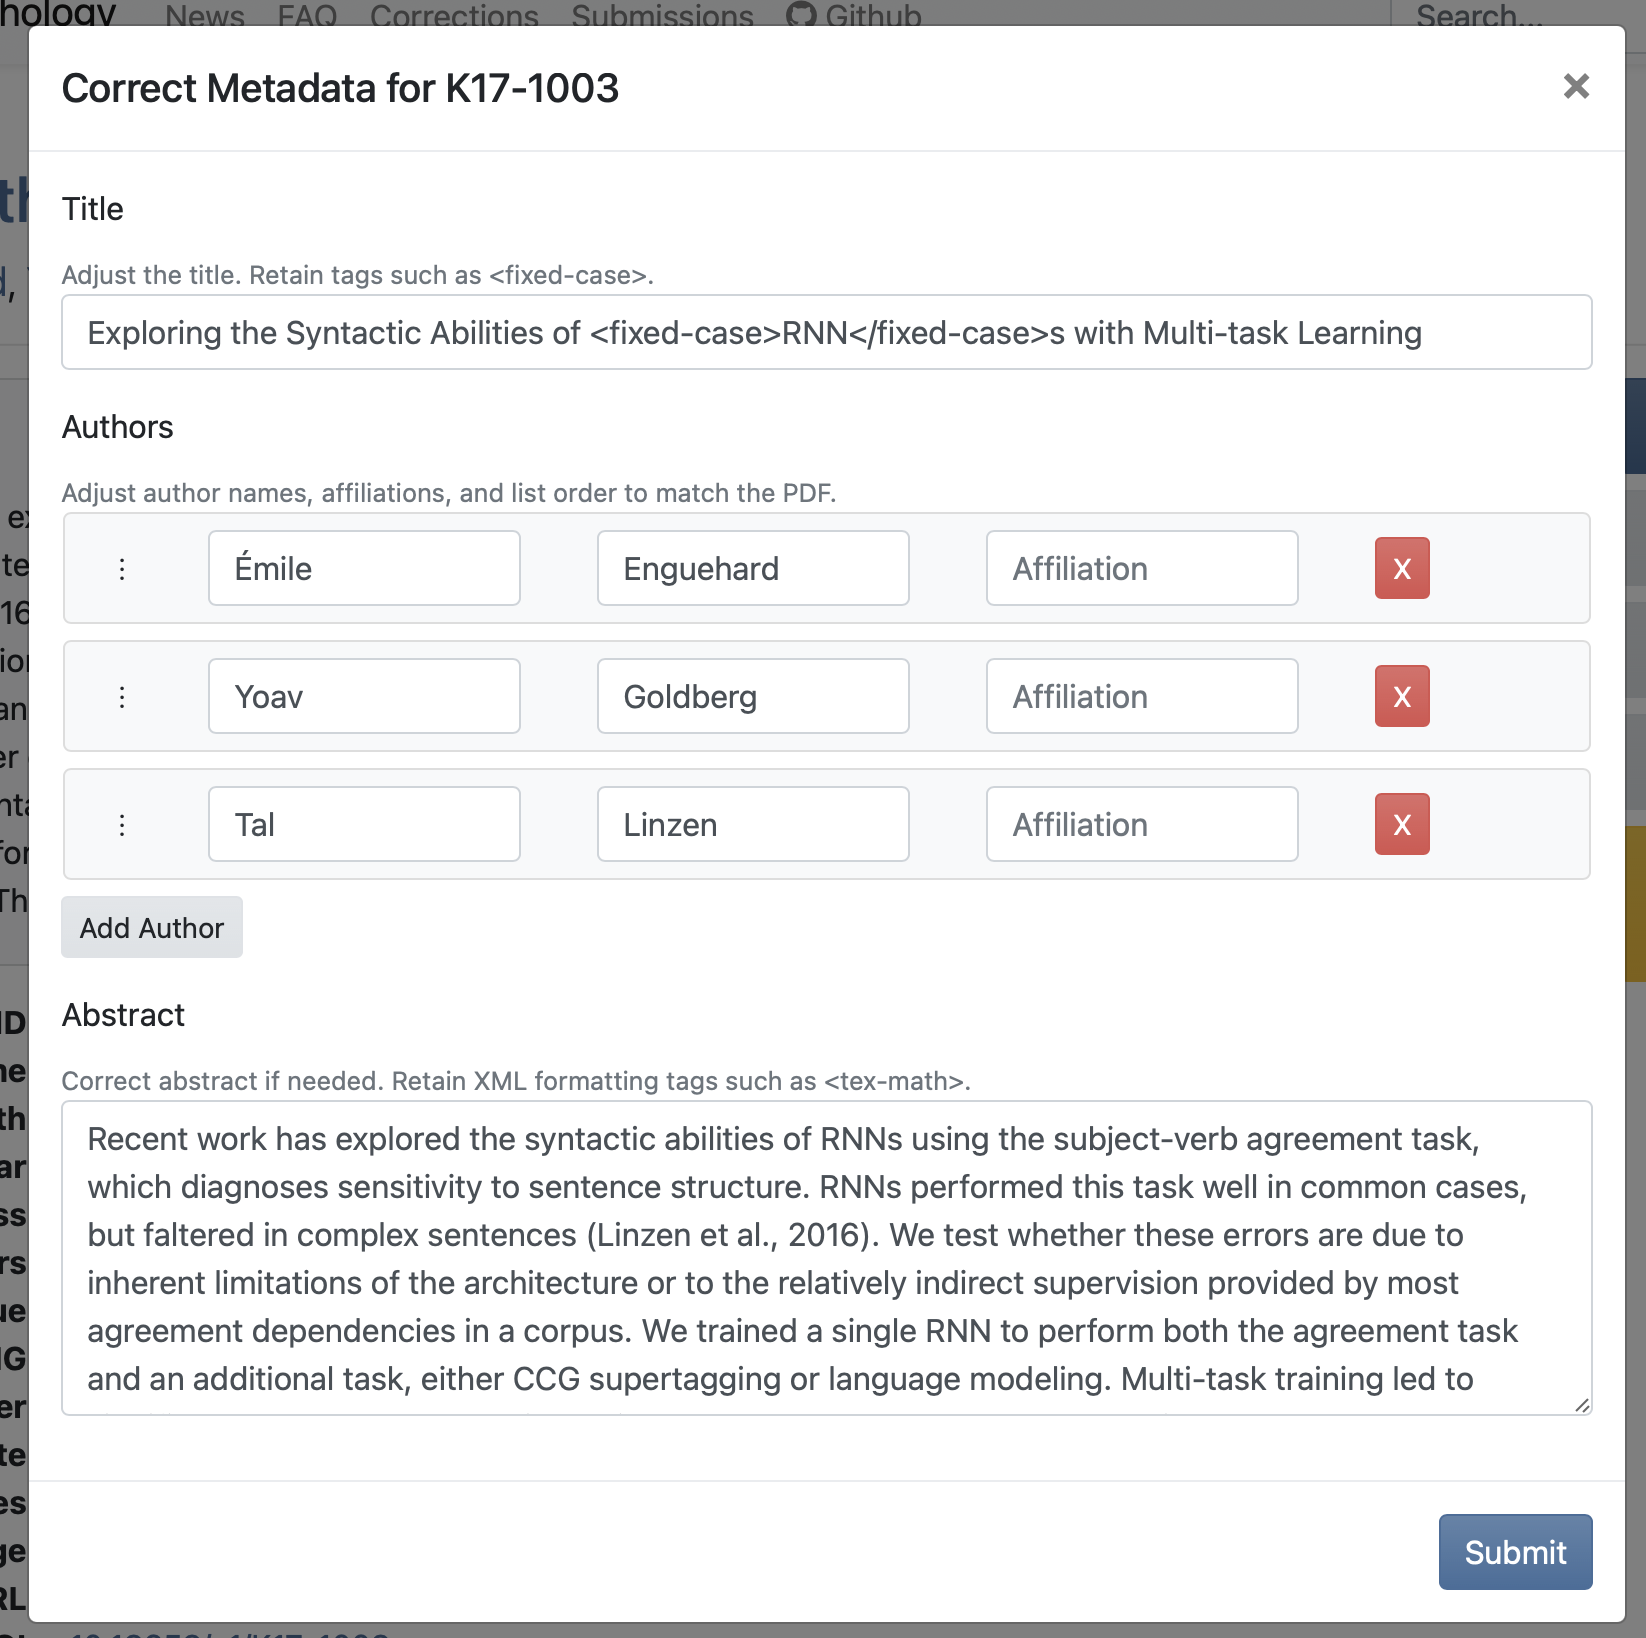 News FAQ Corrections Submissions Github Search...
Correct Metadata for K17-1003
Title
Adjust the title. Retain tags such as <fixed-case>.
Exploring the Syntactic Abilities of <fixed-case>RNN</fixed-case>s with Multi-task Learning
Authors
Adjust author names, affiliations, and list order to match the PDF.
Émile Enguehard Affiliation X
Yoav Goldberg Affiliation X
Tal Linzen Affiliation X
Add Author
Abstract
Correct abstract if needed. Retain XML formatting tags such as <tex-math>.
Recent work has explored the syntactic abilities of RNNs using the subject-verb agreement task,
which diagnoses sensitivity to sentence structure. RNNs performed this task well in common cases,
but faltered in complex sentences (Linzen et al., 2016). We test whether these errors are due to
inherent limitations of the architecture or to the relatively indirect supervision provided by most
agreement dependencies in a corpus. We trained a single RNN to perform both the agreement task
and an additional task, either CCG supertagging or language modeling. Multi-task training led to
Submit